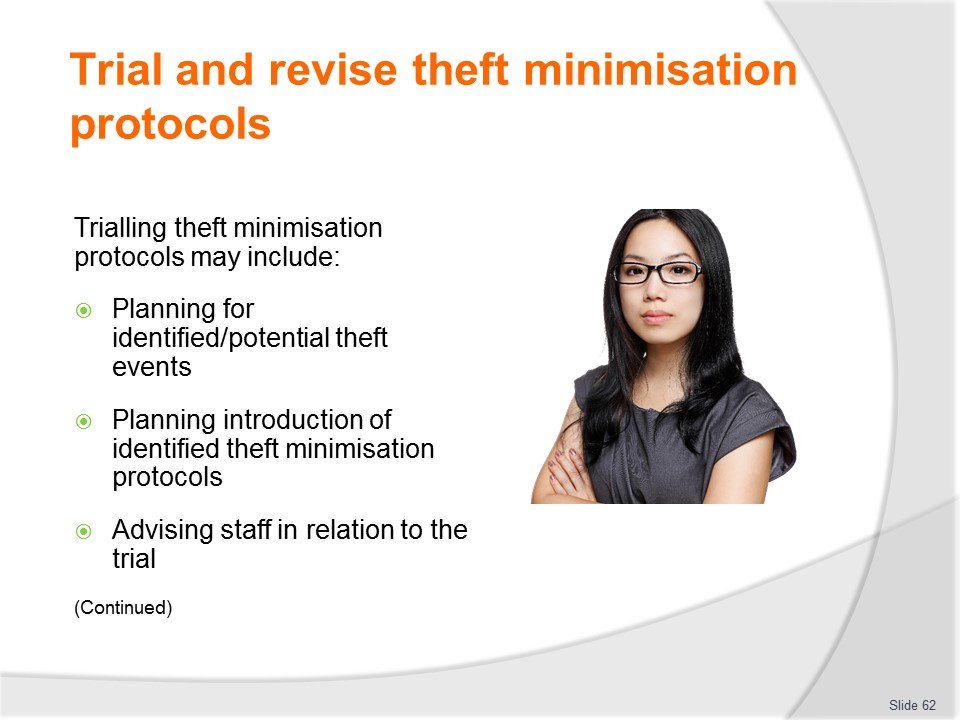 Trial and revise theft minimisation
protocols
Trialling theft minimisation
protocols may include:
Planning for
identified/potential theft
events
Planning introduction of
identified theft minimisation
protocols
Advising staff in relation to the
trial
(Continued)
Slide 62